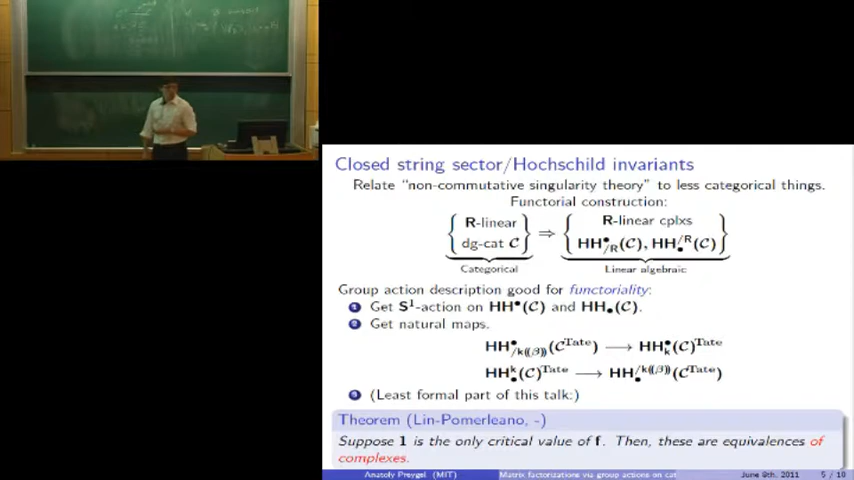 Closed string sector/Hochschild invariants
Relate "non-commutative singularity theory" to less categorical things.
Functorial construction:
{ R-linear dg-cat C } ⇒ { R-linear cplxs HH•/R(C), HH•/R(C) }
Categorical Linear algebraic
Group action description good for functoriality:
1 Get S¹-action on HH•(C) and HH•(C).
2 Get natural maps.
HH•/k((β))(C^Tate) ⟶ HH•k(C)^Tate
HHk•(C)^Tate ⟶ HH•/k((β))(C^Tate)
3 (Least formal part of this talk:)
Theorem (Lin-Pomerleano, -)
Suppose 1 is the only critical value of f. Then, these are equivalences of
complexes.
Anatoly Preygel (MIT) Matrix factorizations via group actions on cat June 9th, 2011 5 / 10